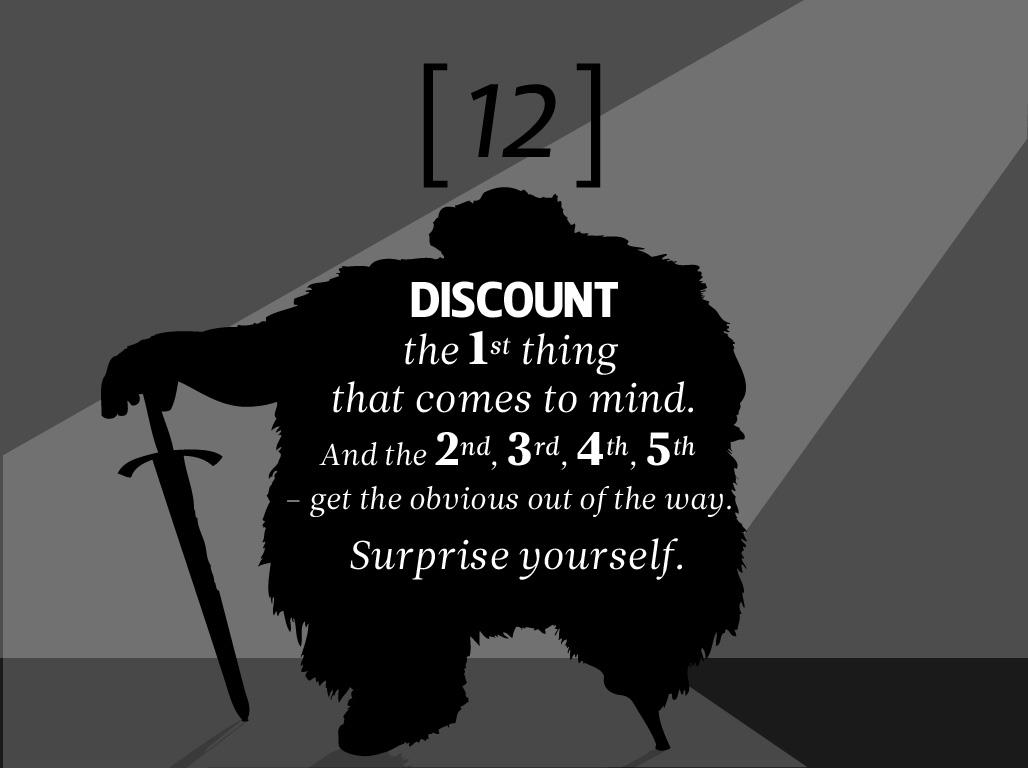 [12]
DISCOUNT
the 1st thing
that comes to mind.
And the 2nd, 3rd, 4th, 5th
– get the obvious out of the way.
Surprise yourself.